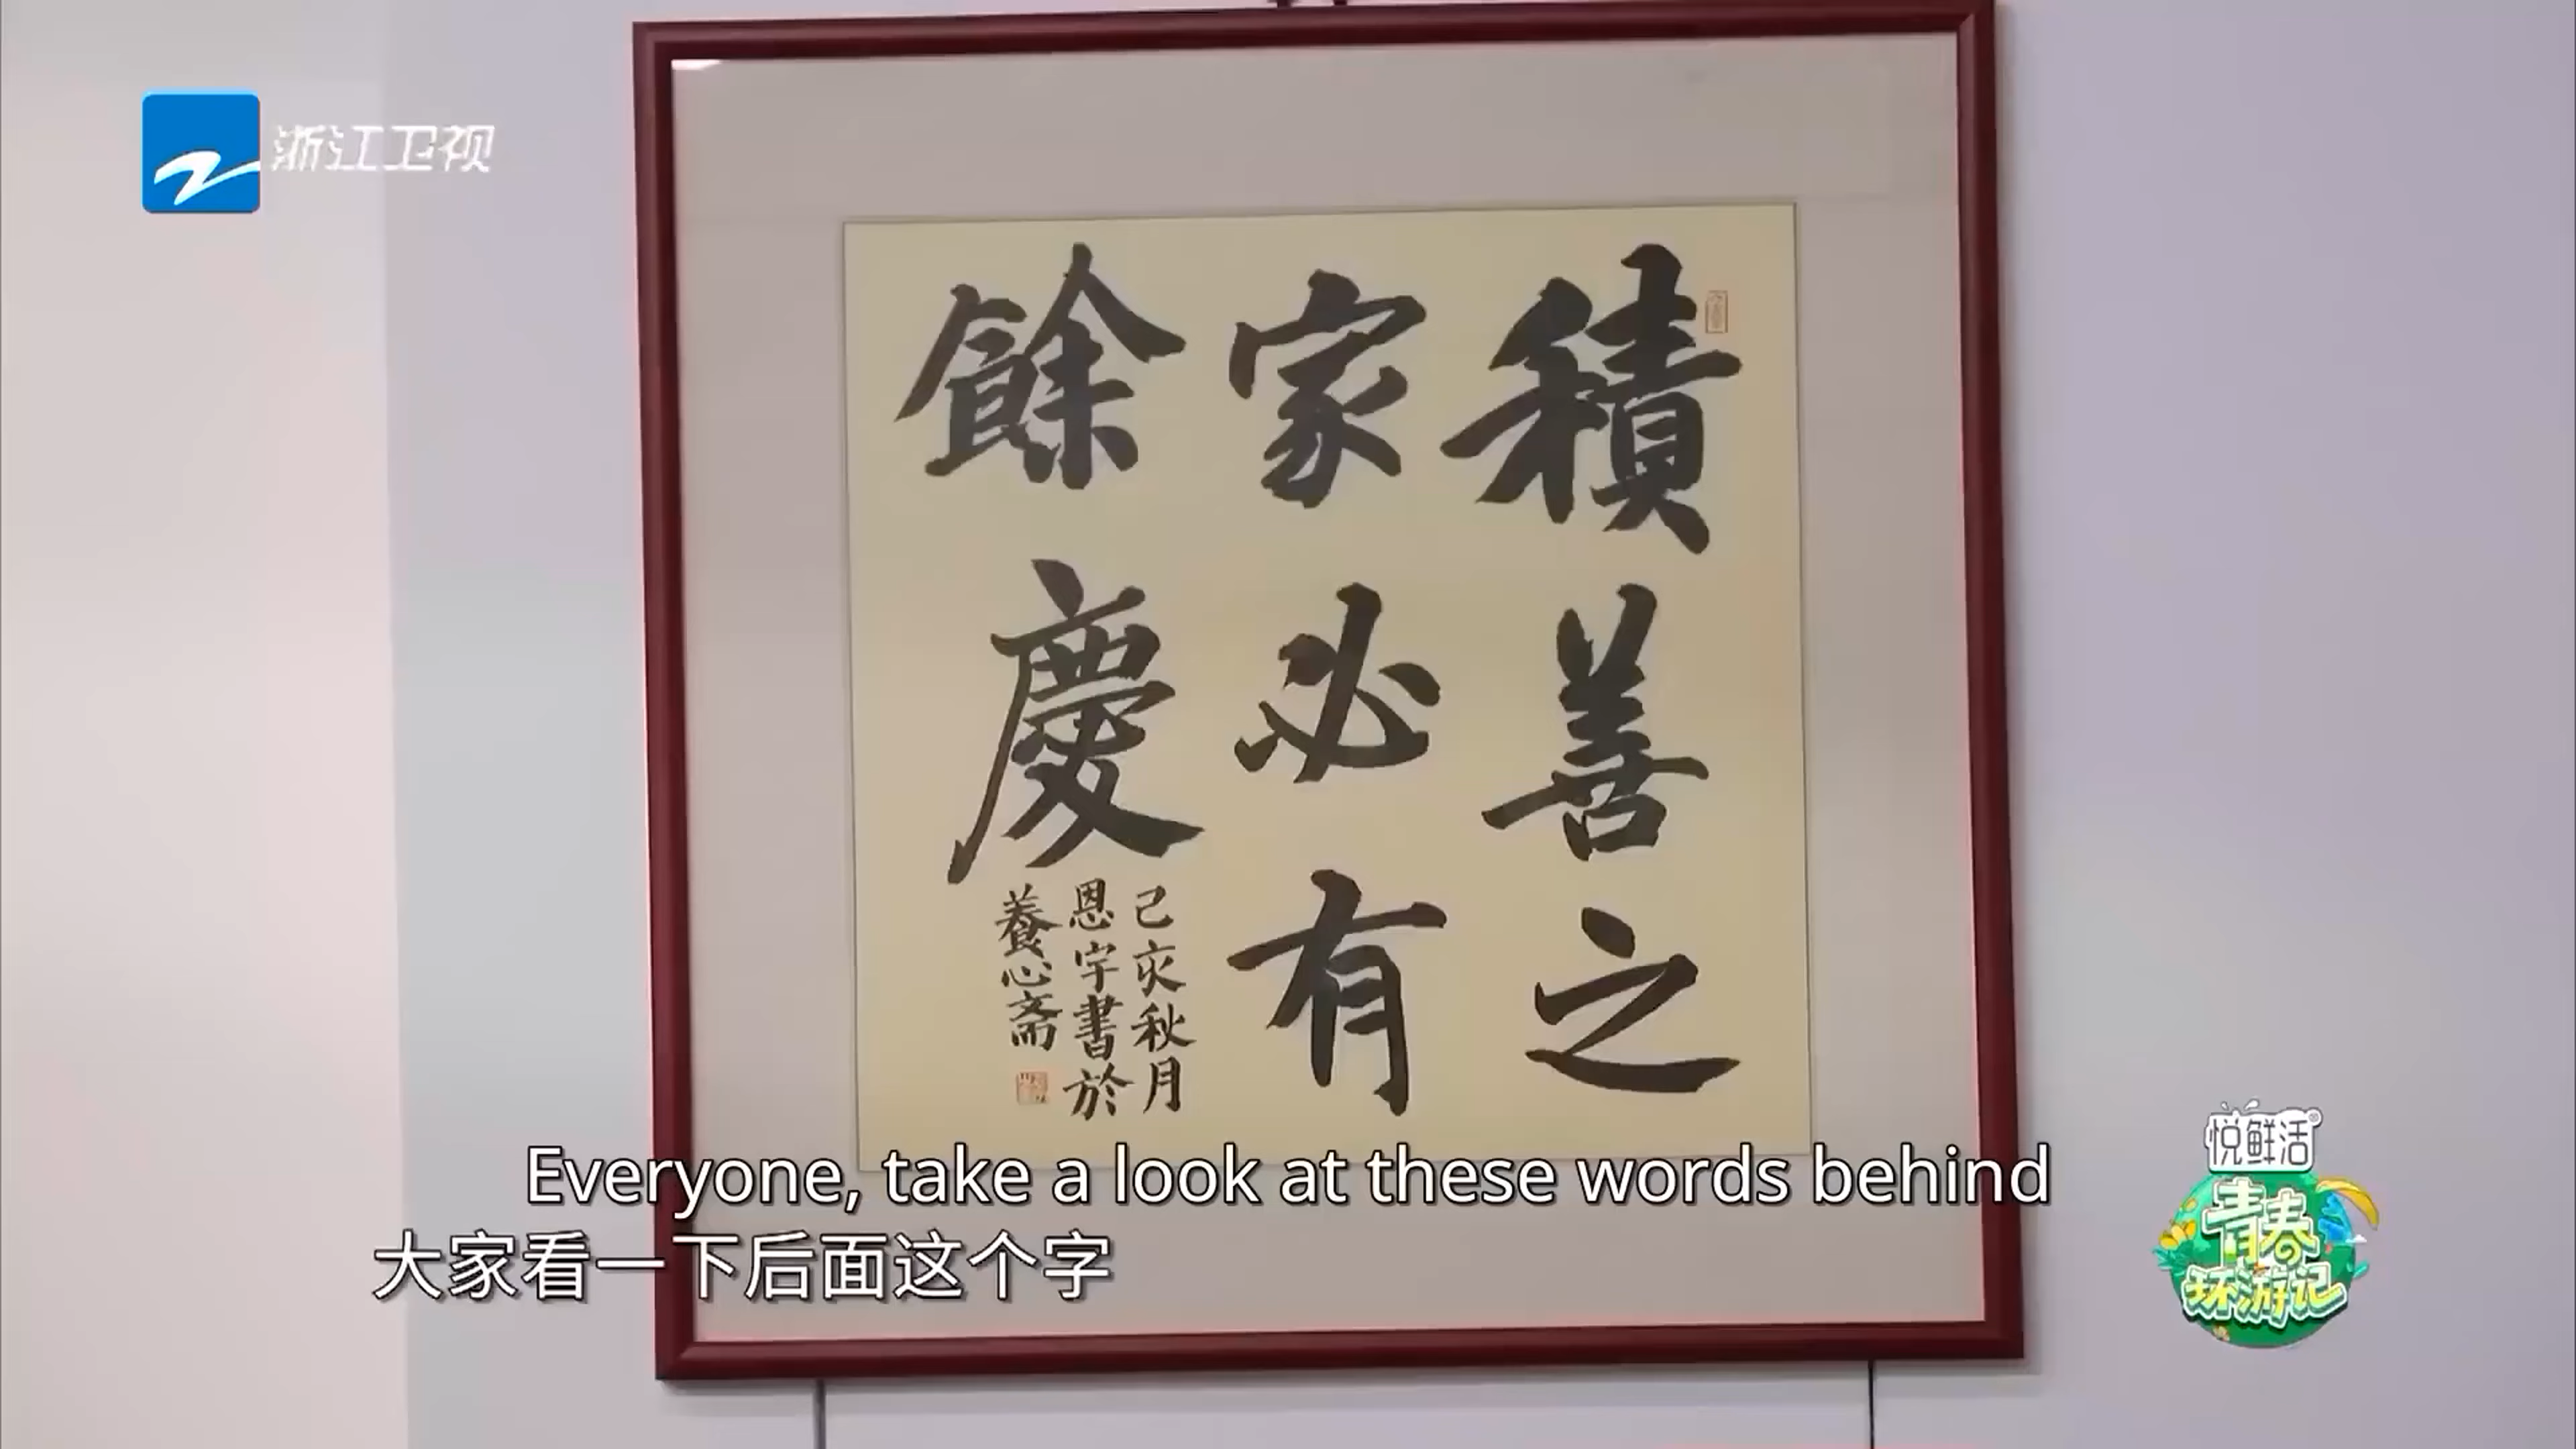 浙江卫视
積善之
家必有
餘慶
己亥秋月
恩宇書於
養心斋
Everyone, take a look at these words behind
大家看一下后面这个字
悦鲜活
青春
环游记